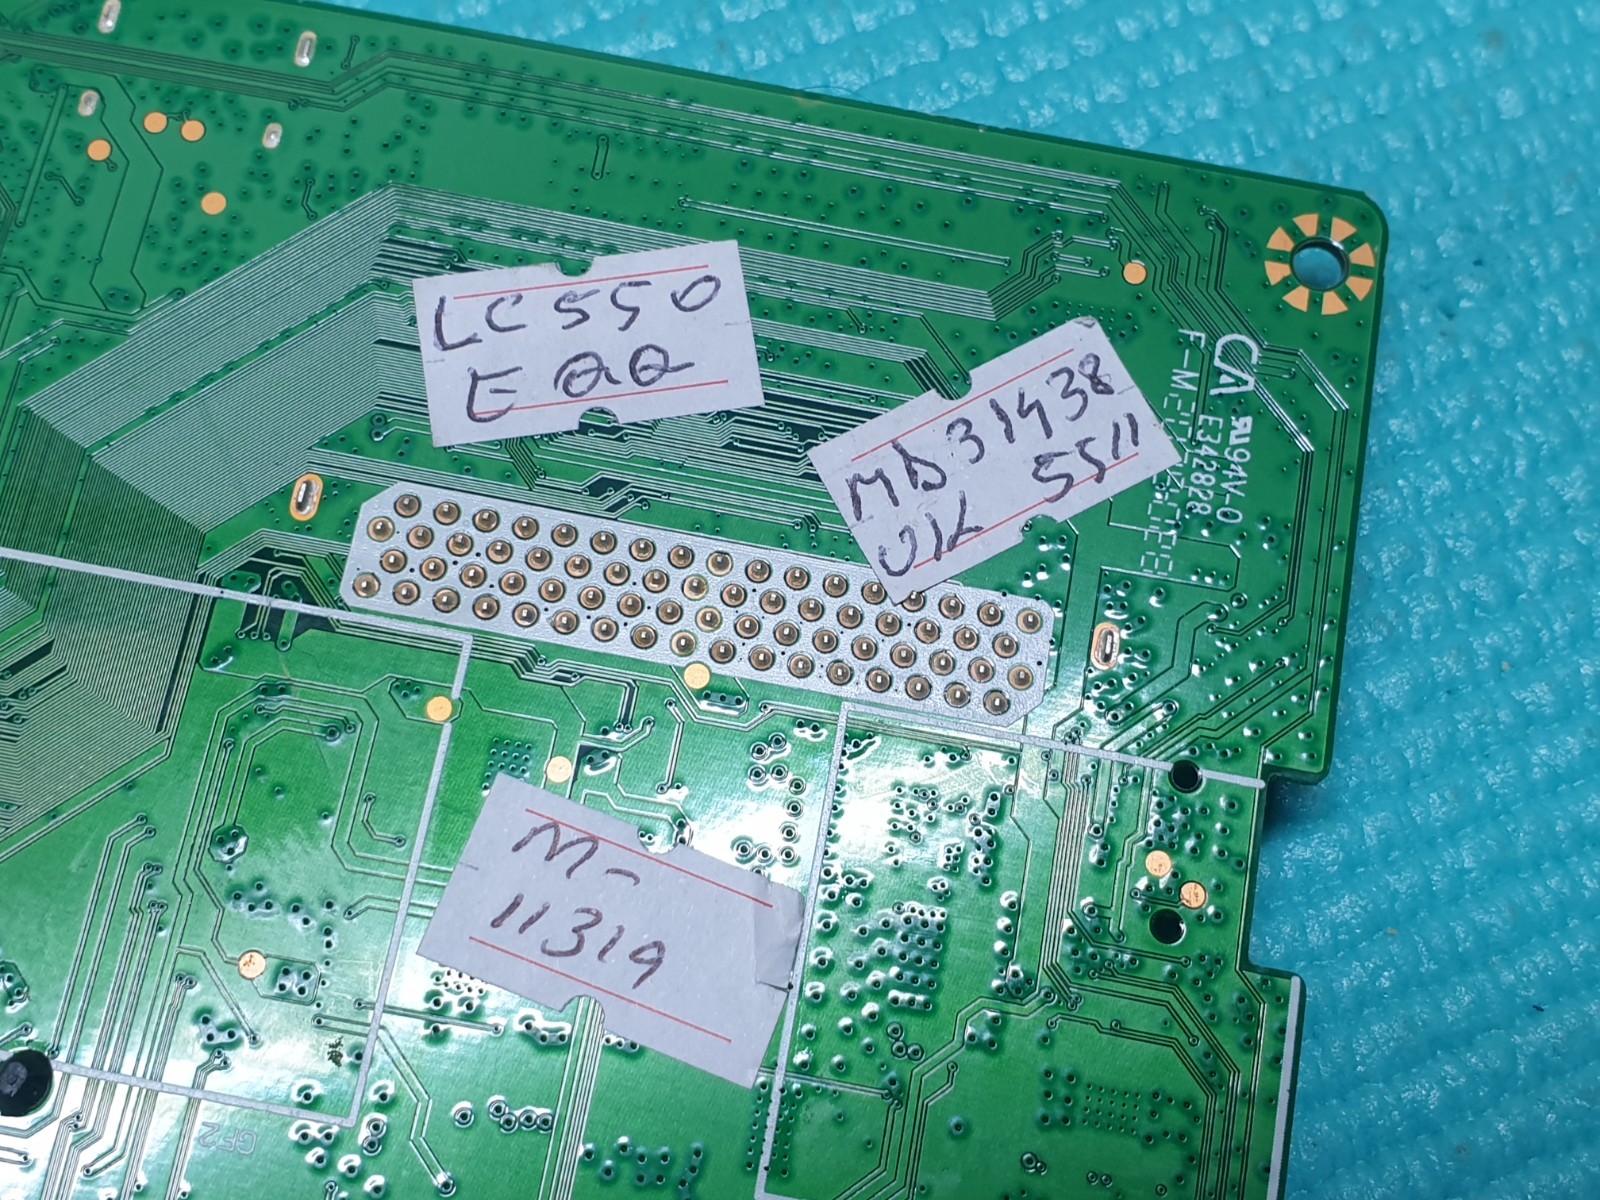 LC550
EQQ
MD31438
UK 5511
M-
11319
94V-0
E342828
GF2